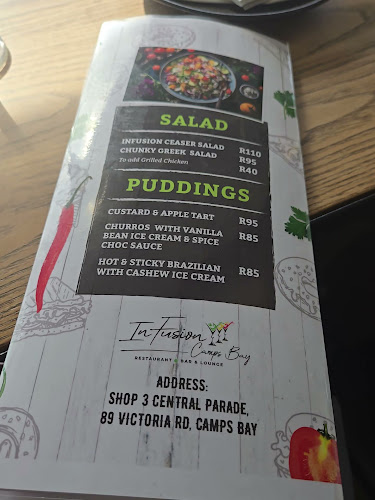 SALAD
INFUSION CEASER SALAD R110
CHUNKY GREEK SALAD R95
To add Grilled Chicken R40
PUDDINGS
CUSTARD & APPLE TART R95
CHURROS WITH VANILLA R85
BEAN ICE CREAM & SPICE
CHOC SAUCE
HOT & STICKY BRAZILIAN R85
WITH CASHEW ICE CREAM
InFusion
Camps Bay
RESTAURANT & BAR & LOUNGE
ADDRESS:
SHOP 3 CENTRAL PARADE,
89 VICTORIA RD, CAMPS BAY